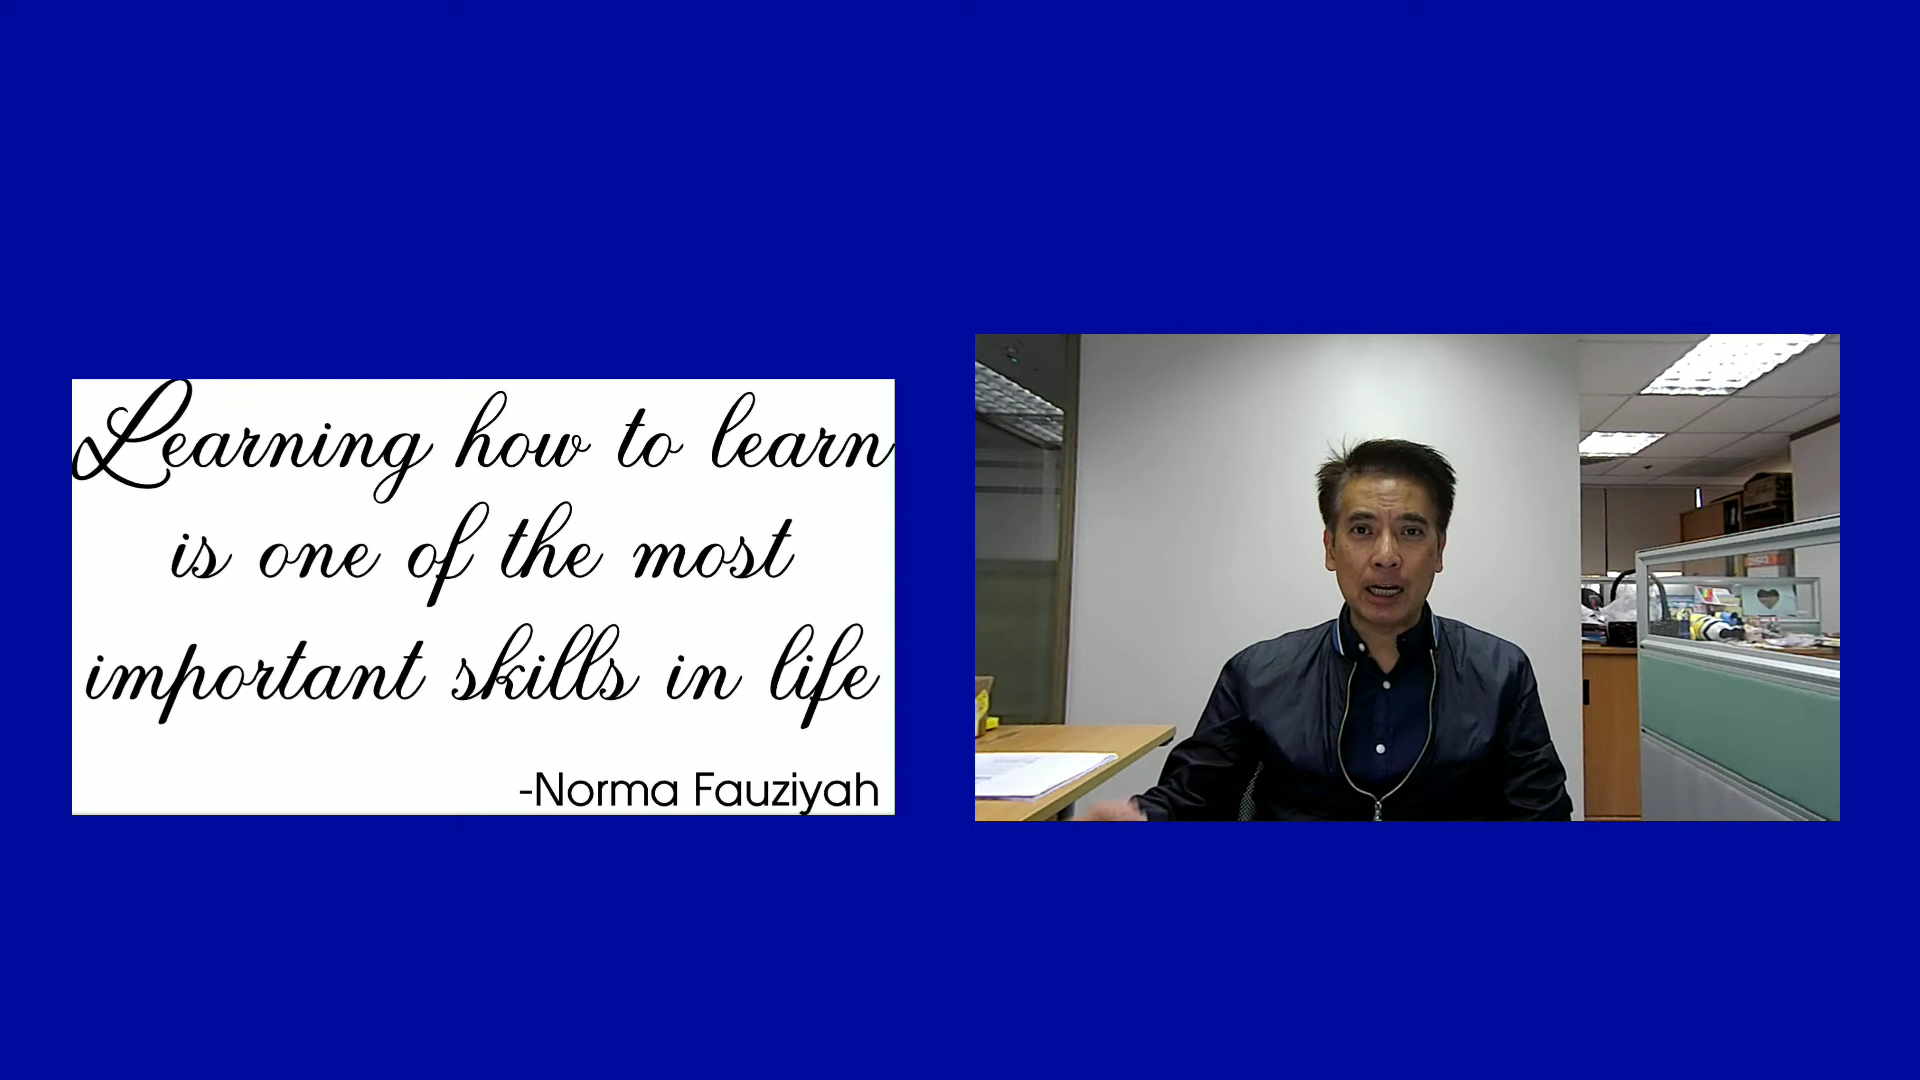 Learning how to learn
is one of the most
important skills in life
-Norma Fauziyah